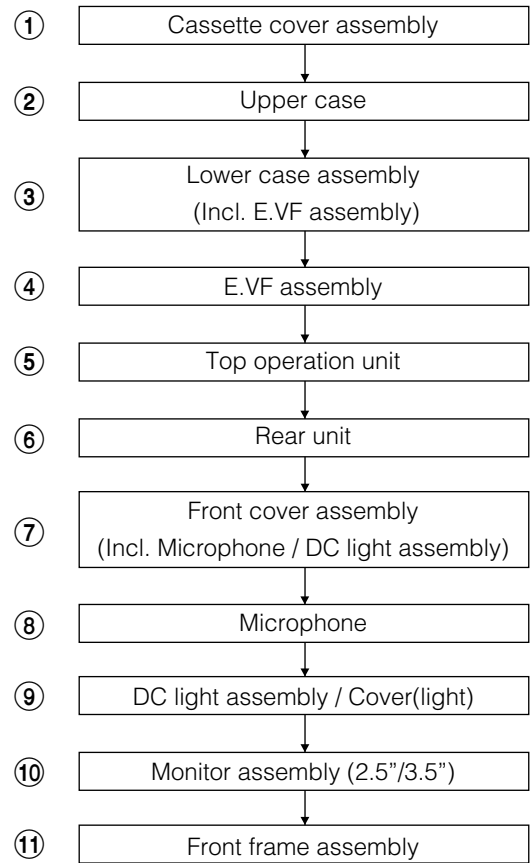 ① Cassette cover assembly
② Upper case
③ Lower case assembly
(Incl. E.VF assembly)
④ E.VF assembly
⑤ Top operation unit
⑥ Rear unit
⑦ Front cover assembly
(Incl. Microphone / DC light assembly)
⑧ Microphone
⑨ DC light assembly / Cover(light)
⑩ Monitor assembly (2.5”/3.5”)
⑪ Front frame assembly